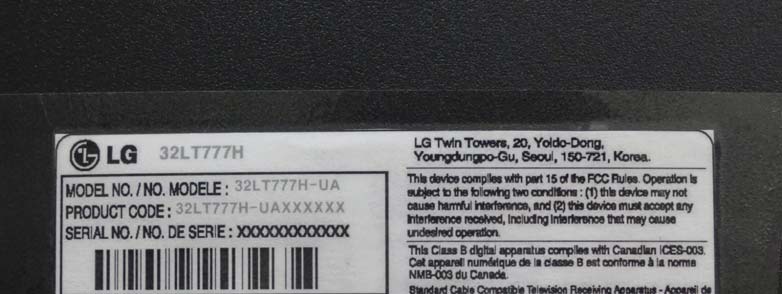 LG 32LT777H
MODEL NO. / NO. MODELE : 32LT777H-UA
PRODUCT CODE : 32LT777H-UAXXXXXX
SERIAL NO. / NO. DE SERIE : XXXXXXXXXXXXX
LG Twin Towers, 20, Yoido-Dong,
Youngdungpo-Gu, Seoul, 150-721, Korea.
This device complies with part 15 of the FCC Rules. Operation is
subject to the following two conditions : (1) this device may not
cause harmful interference, and (2) this device must accept any
interference received, including interference that may cause
undesired operation.
This Class B digital apparatus complies with Canadian ICES-003.
Cet appareil numérique de la classe B est conforme à la norme
NMB-003 du Canada.
Standard Cable Compatible Television Receiving Apparatus - Appareil de